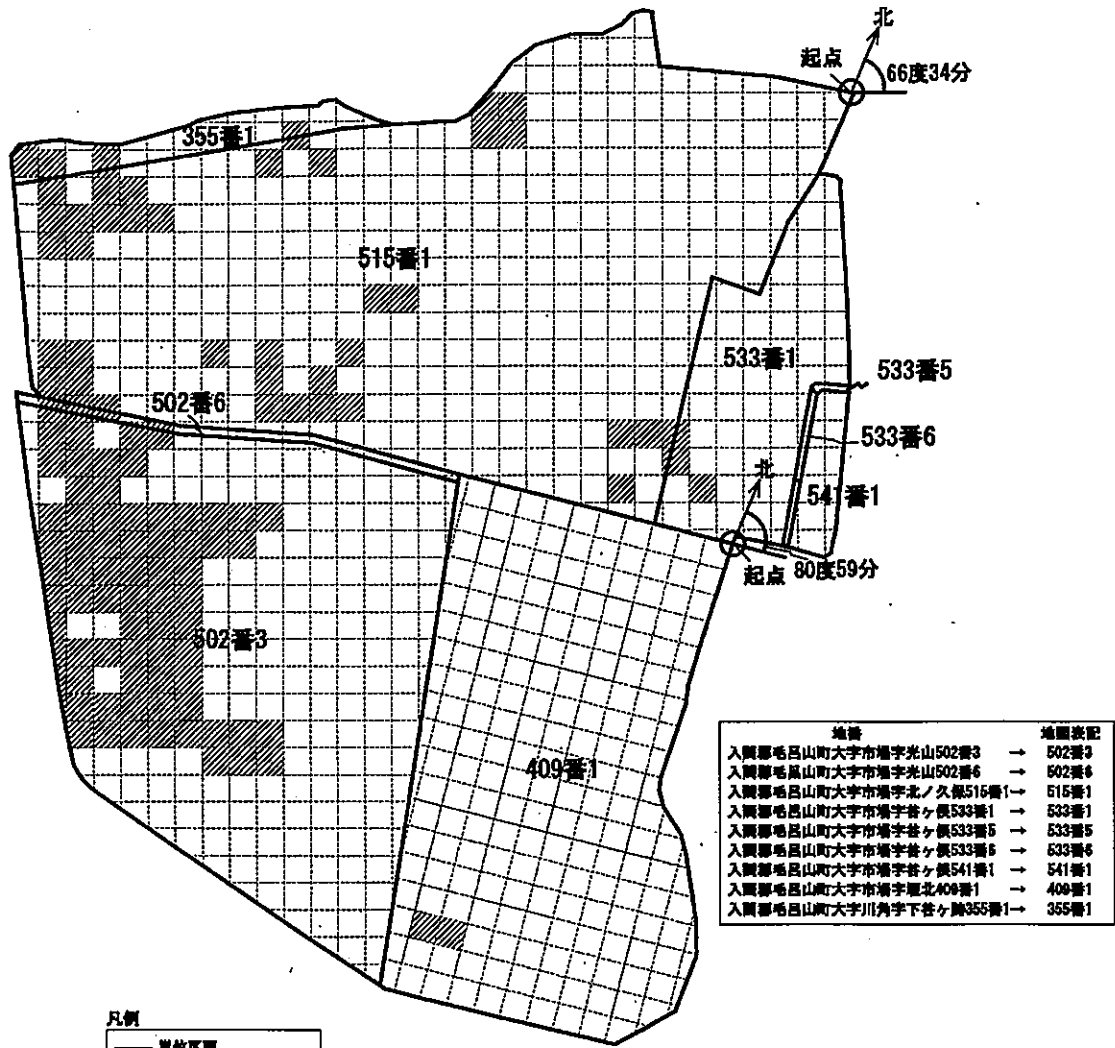 北
起点
66度34分
355番1
515番1
533番1
533番5
502番6
533番6
北
541番1
起点
80度59分
502番3
409番1
地番 地図表記
入間郡毛呂山町大字市場字光山502番3 → 502番3
入間郡毛呂山町大字市場字光山502番6 → 502番6
入間郡毛呂山町大字市場字北ノ久保515番1→ 515番1
入間郡毛呂山町大字市場字谷ヶ俣533番1 → 533番1
入間郡毛呂山町大字市場字谷ヶ俣533番5 → 533番5
入間郡毛呂山町大字市場字谷ヶ俣533番6 → 533番6
入間郡毛呂山町大字市場字谷ヶ俣541番1 → 541番1
入間郡毛呂山町大字市場字堀北409番1 → 409番1
入間郡毛呂山町大字川角字下谷ヶ跡355番1→ 355番1
凡例